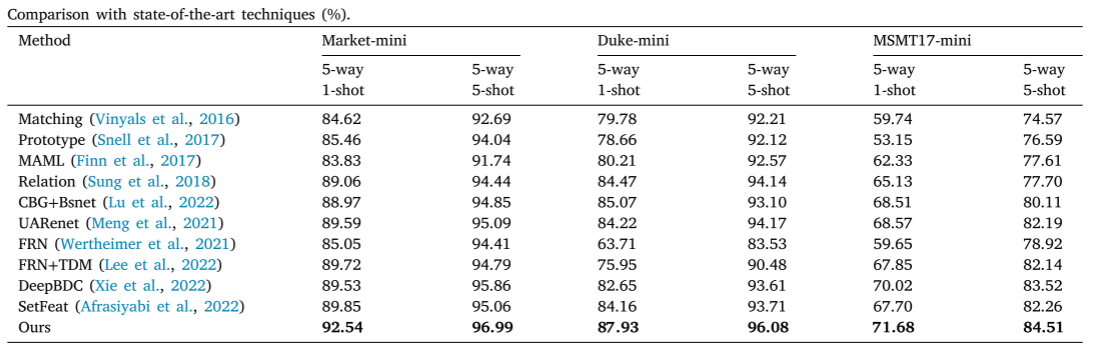 Comparison with state-of-the-art techniques (%).
Method Market-mini Duke-mini MSMT17-mini
5-way 5-way 5-way 5-way 5-way 5-way
1-shot 5-shot 1-shot 5-shot 1-shot 5-shot
Matching (Vinyals et al., 2016) 84.62 92.69 79.78 92.21 59.74 74.57
Prototype (Snell et al., 2017) 85.46 94.04 78.66 92.12 53.15 76.59
MAML (Finn et al., 2017) 83.83 91.74 80.21 92.57 62.33 77.61
Relation (Sung et al., 2018) 89.06 94.44 84.47 94.14 65.13 77.70
CBG+Bsnet (Lu et al., 2022) 88.97 94.85 85.07 93.10 68.51 80.11
UARenet (Meng et al., 2021) 89.59 95.09 84.22 94.17 68.57 82.19
FRN (Wertheimer et al., 2021) 85.05 94.41 63.71 83.53 59.65 78.92
FRN+TDM (Lee et al., 2022) 89.72 94.79 75.95 90.48 67.85 82.14
DeepBDC (Xie et al., 2022) 89.53 95.86 82.65 93.61 70.02 83.52
SetFeat (Afrasiyabi et al., 2022) 89.85 95.06 84.16 93.71 67.70 82.26
Ours 92.54 96.99 87.93 96.08 71.68 84.51